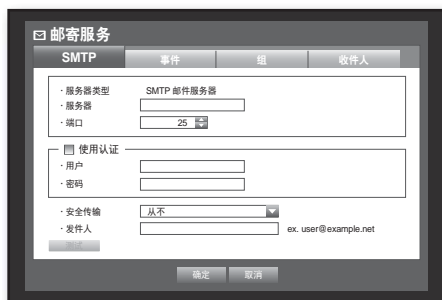 邮寄服务
SMTP 事件 组 收件人
· 服务器类型 SMTP 邮件服务器
· 服务器
· 端口 25
使用认证
· 用户
· 密码
· 安全传输 从不
· 发件人 ex. user@example.net
测试
确定 取消